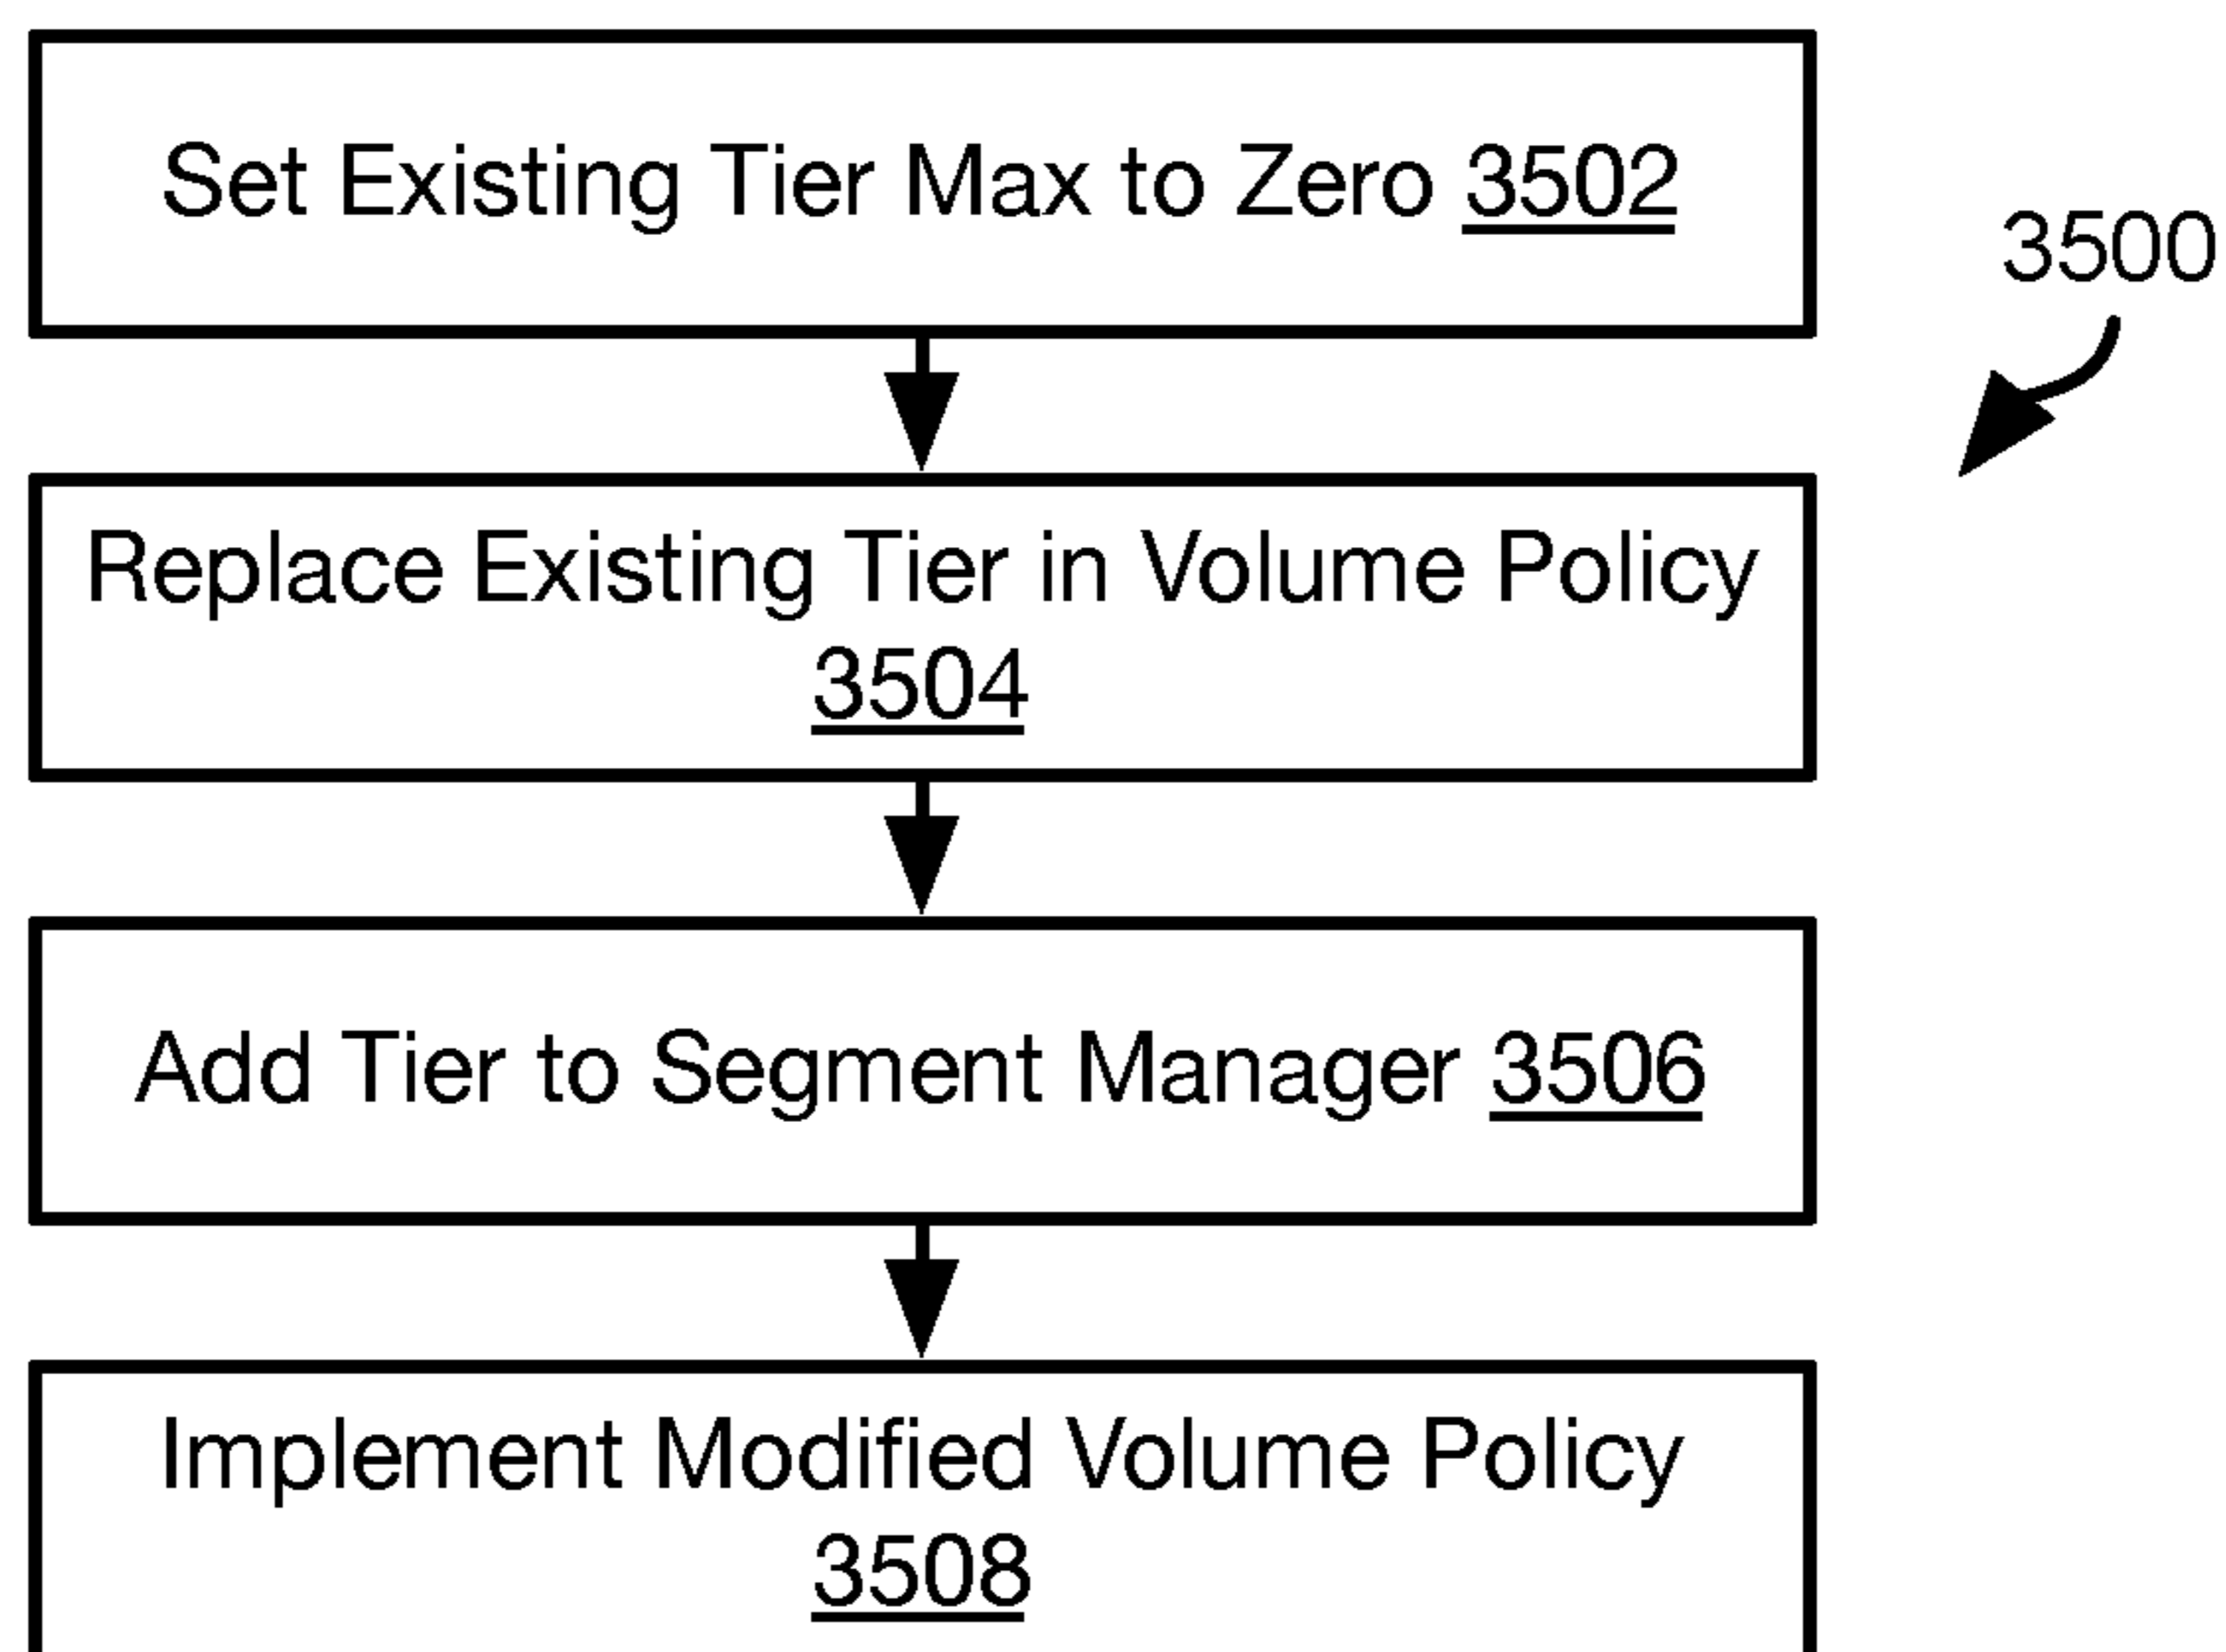 Set Existing Tier Max to Zero 3502
3500
Replace Existing Tier in Volume Policy
3504
Add Tier to Segment Manager 3506
Implement Modified Volume Policy
3508